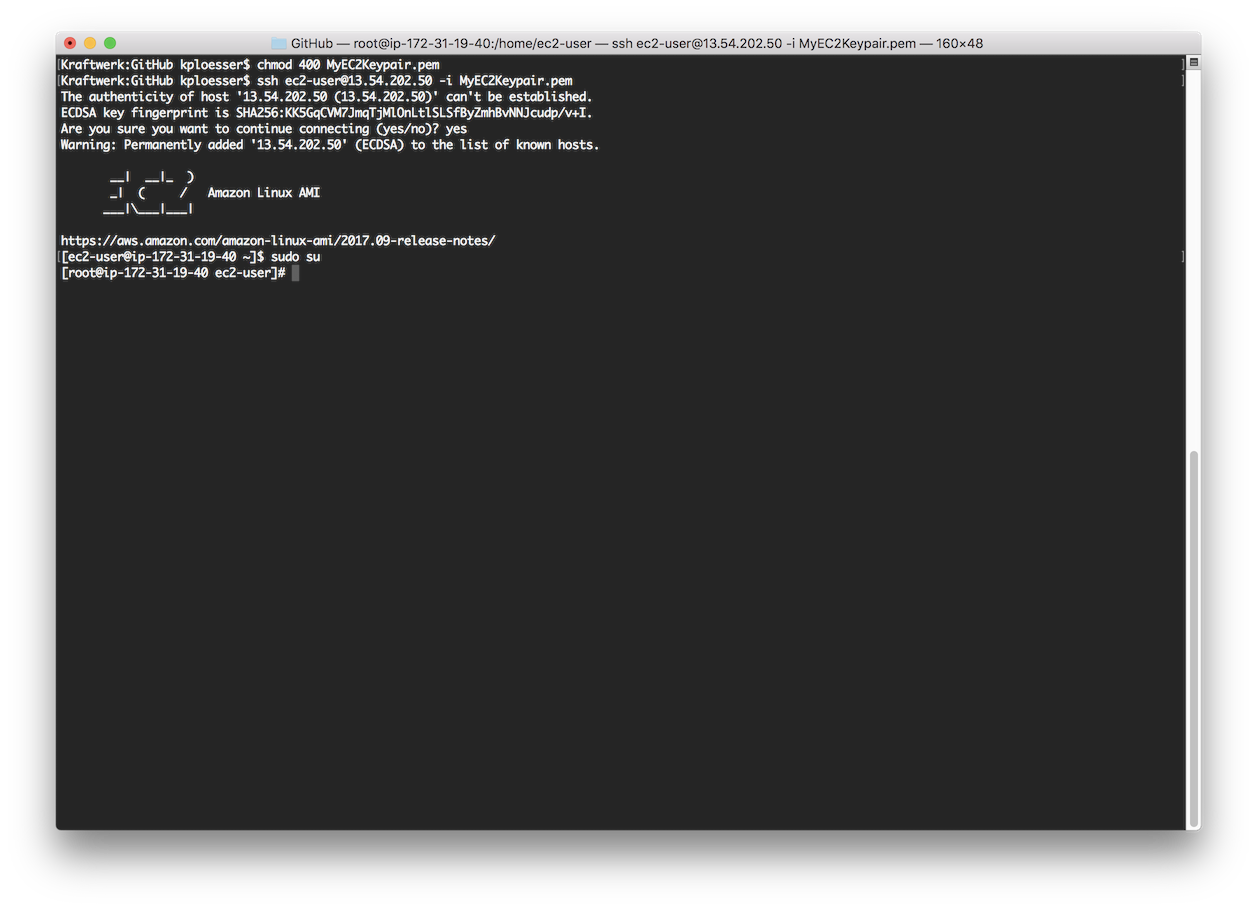 GitHub — root@ip-172-31-19-40:/home/ec2-user — ssh ec2-user@13.54.202.50 -i MyEC2Keypair.pem — 160×48
[Kraftwerk:GitHub kploesser$ chmod 400 MyEC2Keypair.pem ]
[Kraftwerk:GitHub kploesser$ ssh ec2-user@13.54.202.50 -i MyEC2Keypair.pem ]
The authenticity of host '13.54.202.50 (13.54.202.50)' can't be established.
ECDSA key fingerprint is SHA256:KK5GqCVM7JmqTjMlOnLtlSLSfByZmhBvNNJcudp/v+I.
Are you sure you want to continue connecting (yes/no)? yes
Warning: Permanently added '13.54.202.50' (ECDSA) to the list of known hosts.
       __|  __|_  )
       _|  (     /   Amazon Linux AMI
      ___|\___|___|
https://aws.amazon.com/amazon-linux-ami/2017.09-release-notes/
[[ec2-user@ip-172-31-19-40 ~]$ sudo su ]
[root@ip-172-31-19-40 ec2-user]#